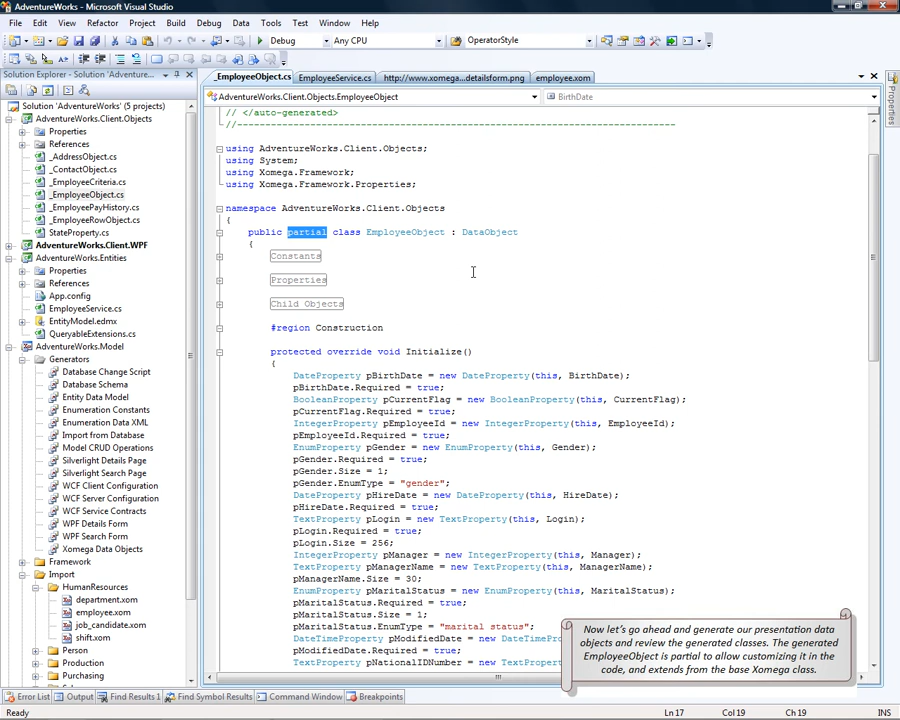 AdventureWorks - Microsoft Visual Studio
File Edit View Refactor Project Build Debug Data Tools Test Window Help
Debug Any CPU OperatorStyle
Solution Explorer - Solution 'Adventure...
_EmployeeObject.cs EmployeeService.cs http://www.xomega...detailsform.png employee.xom
AdventureWorks.Client.Objects.EmployeeObject BirthDate
Properties
Solution 'AdventureWorks' (5 projects)
AdventureWorks.Client.Objects
Properties
References
_AddressObject.cs
_ContactObject.cs
_EmployeeCriteria.cs
_EmployeeObject.cs
_EmployeePayHistory.cs
_EmployeeRowObject.cs
StateProperty.cs
AdventureWorks.Client.WPF
AdventureWorks.Entities
Properties
References
App.config
EmployeeService.cs
EntityModel.edmx
QueryableExtensions.cs
AdventureWorks.Model
Generators
Database Change Script
Database Schema
Entity Data Model
Enumeration Constants
Enumeration Data XML
Import from Database
Model CRUD Operations
Silverlight Details Page
Silverlight Search Page
WCF Client Configuration
WCF Server Configuration
WCF Service Contracts
WPF Details Form
WPF Search Form
Xomega Data Objects
Framework
Import
HumanResources
department.xom
employee.xom
job_candidate.xom
shift.xom
Person
Production
Purchasing
// </auto-generated>
//---------------------------------------------------------------------------
using AdventureWorks.Client.Objects;
using System;
using Xomega.Framework;
using Xomega.Framework.Properties;
namespace AdventureWorks.Client.Objects
{
public partial class EmployeeObject : DataObject
{
Constants
Properties
Child Objects
#region Construction
protected override void Initialize()
{
DateProperty pBirthDate = new DateProperty(this, BirthDate);
pBirthDate.Required = true;
BooleanProperty pCurrentFlag = new BooleanProperty(this, CurrentFlag);
pCurrentFlag.Required = true;
IntegerProperty pEmployeeId = new IntegerProperty(this, EmployeeId);
pEmployeeId.Required = true;
EnumProperty pGender = new EnumProperty(this, Gender);
pGender.Required = true;
pGender.Size = 1;
pGender.EnumType = "gender";
DateProperty pHireDate = new DateProperty(this, HireDate);
pHireDate.Required = true;
TextProperty pLogin = new TextProperty(this, Login);
pLogin.Required = true;
pLogin.Size = 256;
IntegerProperty pManager = new IntegerProperty(this, Manager);
TextProperty pManagerName = new TextProperty(this, ManagerName);
pManagerName.Size = 30;
EnumProperty pMaritalStatus = new EnumProperty(this, MaritalStatus);
pMaritalStatus.Required = true;
pMaritalStatus.Size = 1;
pMaritalStatus.EnumType = "marital status";
DateTimeProperty pModifiedDate = new DateTimeP
pModifiedDate.Required = true;
TextProperty pNationalIDNumber = new TextPrope
Now let's go ahead and generate our presentation data
objects and review the generated classes. The generated
EmployeeObject is partial to allow customizing it in the
code, and extends from the base Xomega class.
Error List Output Find Results 1 Find Symbol Results Command Window Breakpoints
Ready Ln 17 Col 19 Ch 19 INS